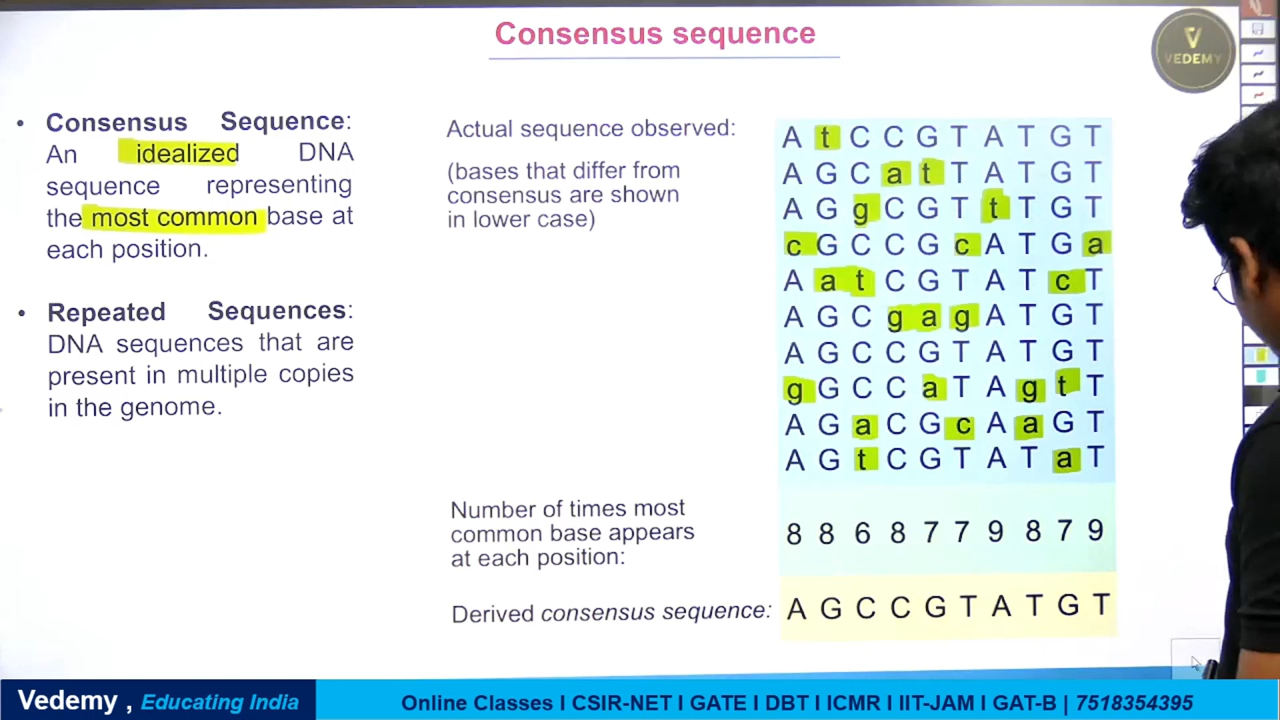 Consensus sequence
VEDEMY
• Consensus Sequence:
An idealized DNA
sequence representing
the most common base at
each position.
• Repeated Sequences:
DNA sequences that are
present in multiple copies
in the genome.
Actual sequence observed:
(bases that differ from
consensus are shown
in lower case)
A t C C G T A T G T
A G C a t T A T G T
A G g C G T t T G T
c G C C G c A T G a
A a t C G T A T c T
A G C g a g A T G T
A G C C G T A T G T
g G C C a T A g t T
A G a C G c A a G T
A G t C G T A T a T
Number of times most
common base appears
at each position:
8 8 6 8 7 7 9 8 7 9
Derived consensus sequence: A G C C G T A T G T
Vedemy , Educating India
Online Classes I CSIR-NET I GATE I DBT I ICMR I IIT-JAM I GAT-B | 7518354395